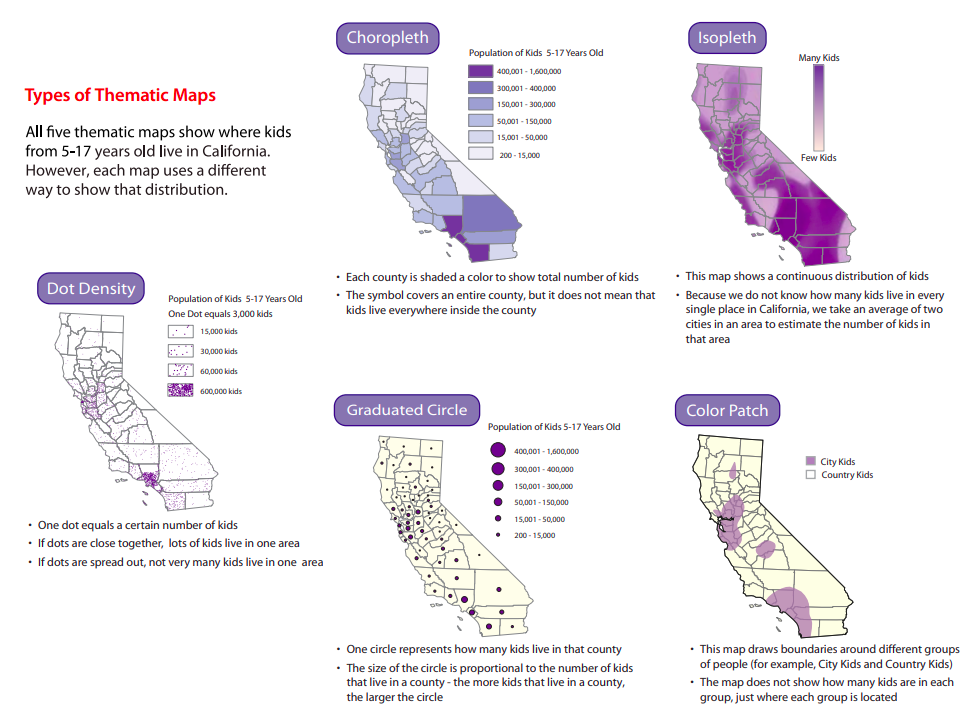 Types of Thematic Maps
All five thematic maps show where kids
from 5-17 years old live in California.
However, each map uses a different
way to show that distribution.
Choropleth
Population of Kids 5-17 Years Old
400,001 - 1,600,000
300,001 - 400,000
150,001 - 300,000
50,001 - 150,000
15,001 - 50,000
200 - 15,000
• Each county is shaded a color to show total number of kids
• The symbol covers an entire county, but it does not mean that
kids live everywhere inside the county
Isopleth
Many Kids
Few Kids
• This map shows a continuous distribution of kids
• Because we do not know how many kids live in every
single place in California, we take an average of two
cities in an area to estimate the number of kids in
that area
Dot Density
Population of Kids 5-17 Years Old
One Dot equals 3,000 kids
15,000 kids
30,000 kids
60,000 kids
600,000 kids
• One dot equals a certain number of kids
• If dots are close together, lots of kids live in one area
• If dots are spread out, not very many kids live in one area
Graduated Circle
Population of Kids 5-17 Years Old
400,001 - 1,600,000
300,001 - 400,000
150,001 - 300,000
50,001 - 150,000
15,001 - 50,000
200 - 15,000
• One circle represents how many kids live in that county
• The size of the circle is proportional to the number of kids
that live in a county - the more kids that live in a county,
the larger the circle
Color Patch
City Kids
Country Kids
• This map draws boundaries around different groups
of people (for example, City Kids and Country Kids)
• The map does not show how many kids are in each
group, just where each group is located